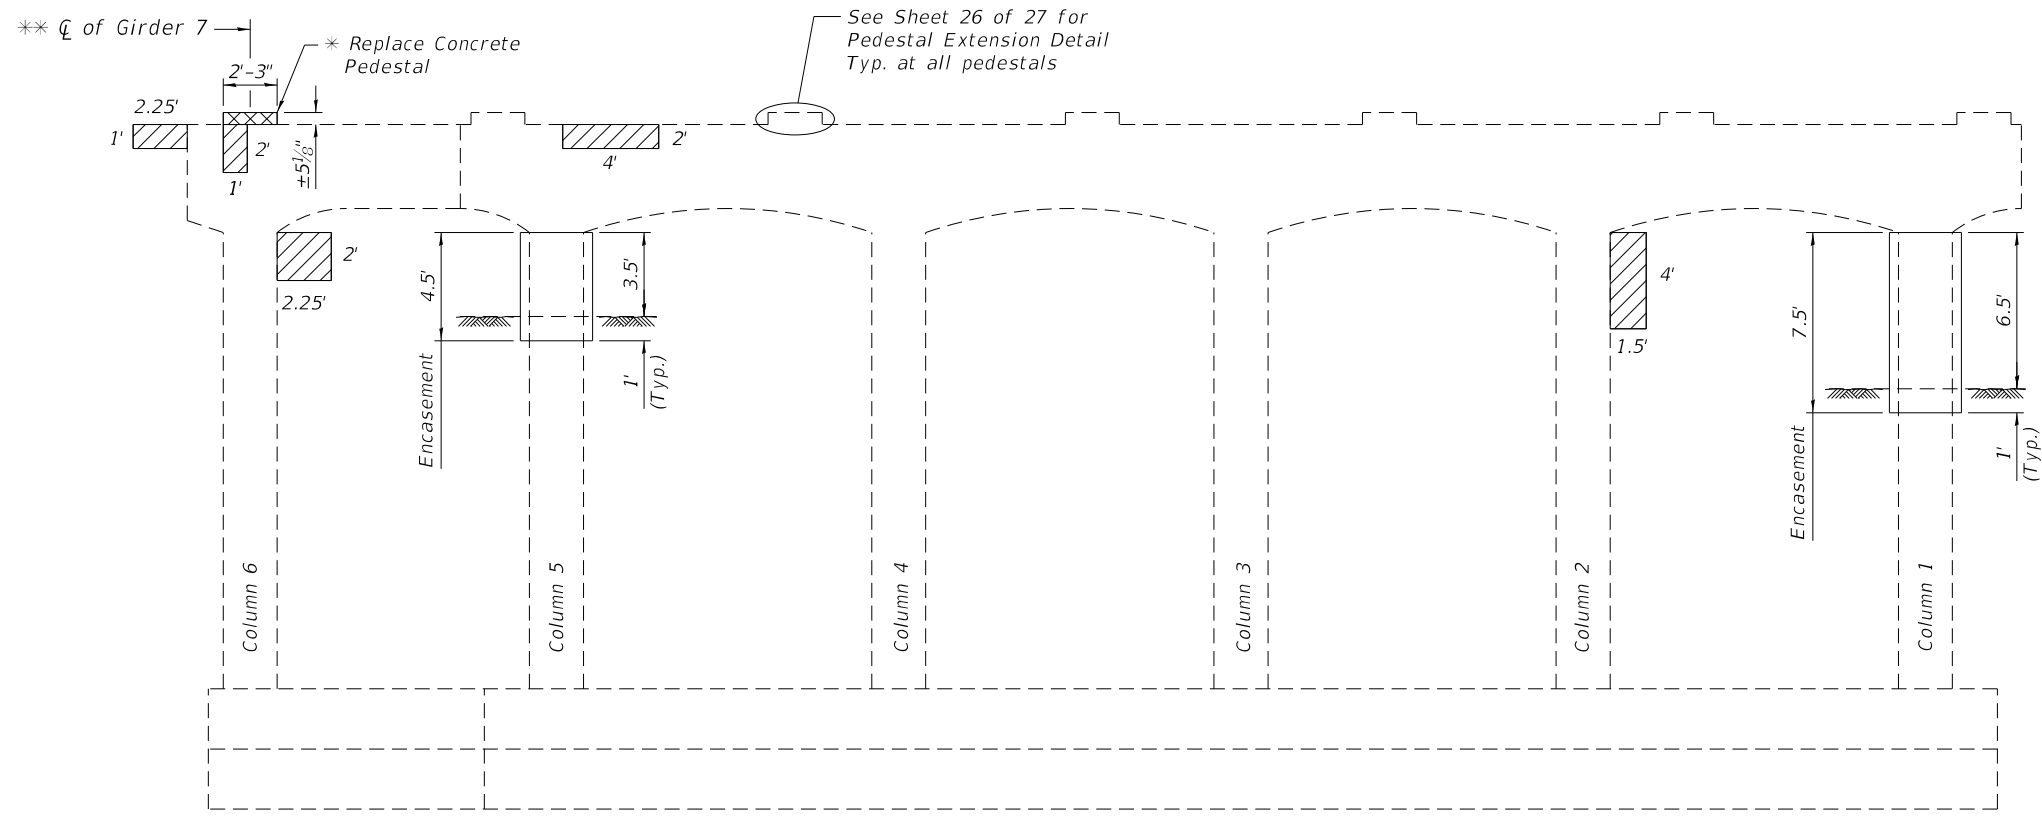 ✳✳ ℄ of Girder 7
✳ Replace Concrete
Pedestal
See Sheet 26 of 27 for
Pedestal Extension Detail
Typ. at all pedestals
2'-3"
2.25'
1'
2'
1'
±5⅛"
4'
2'
2'
2.25'
4.5'
3.5'
Encasement
1'
(Typ.)
4'
1.5'
7.5'
6.5'
Encasement
1'
(Typ.)
Column 6
Column 5
Column 4
Column 3
Column 2
Column 1